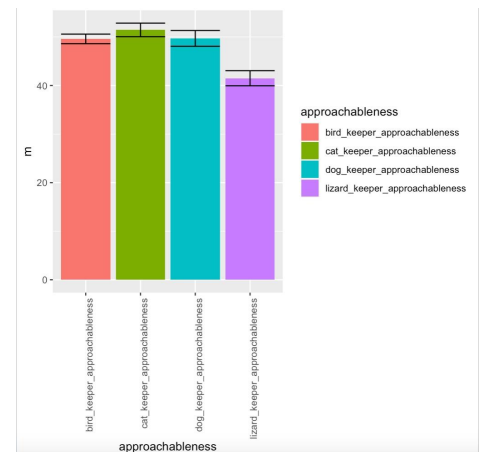 m
40
20
0
bird_keeper_approachableness
cat_keeper_approachableness
dog_keeper_approachableness
lizard_keeper_approachableness
approachableness
approachableness
bird_keeper_approachableness
cat_keeper_approachableness
dog_keeper_approachableness
lizard_keeper_approachableness